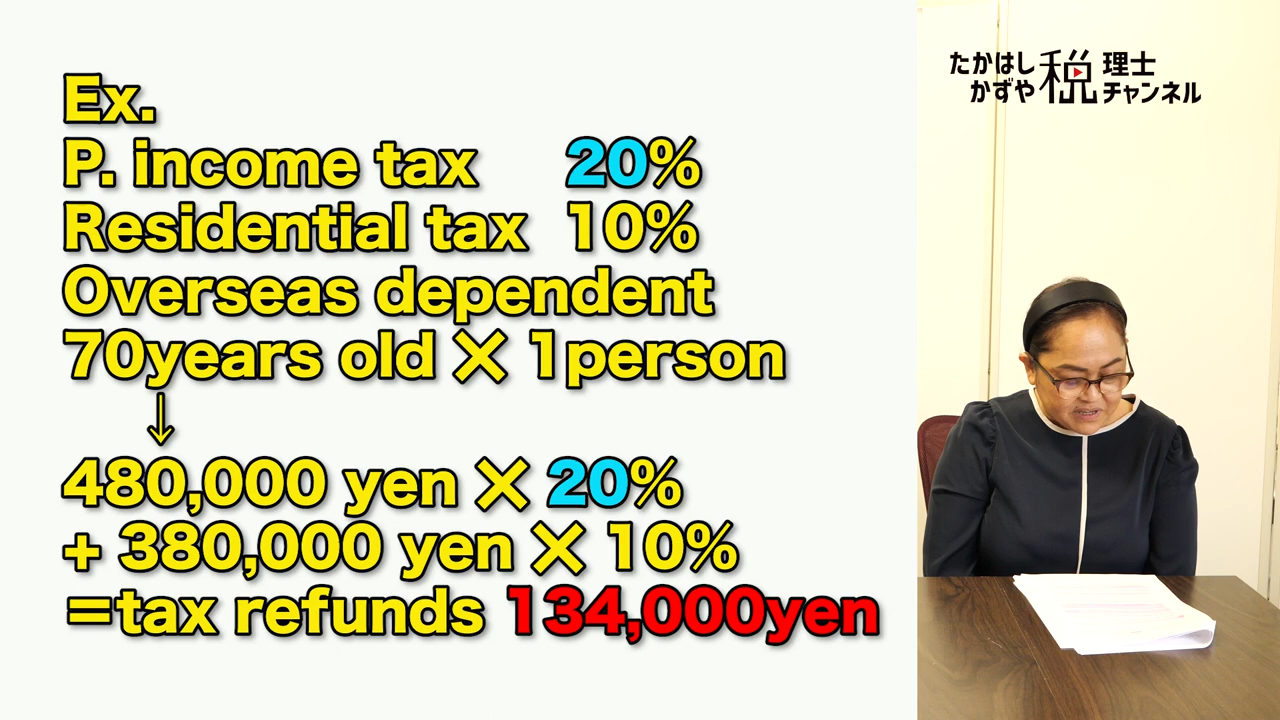 Ex.
P. income tax 20%
Residential tax 10%
Overseas dependent
70years old × 1person
↓
480,000 yen × 20%
+ 380,000 yen × 10%
=tax refunds 134,000yen
たかはし
かずや
税
理士
チャンネル